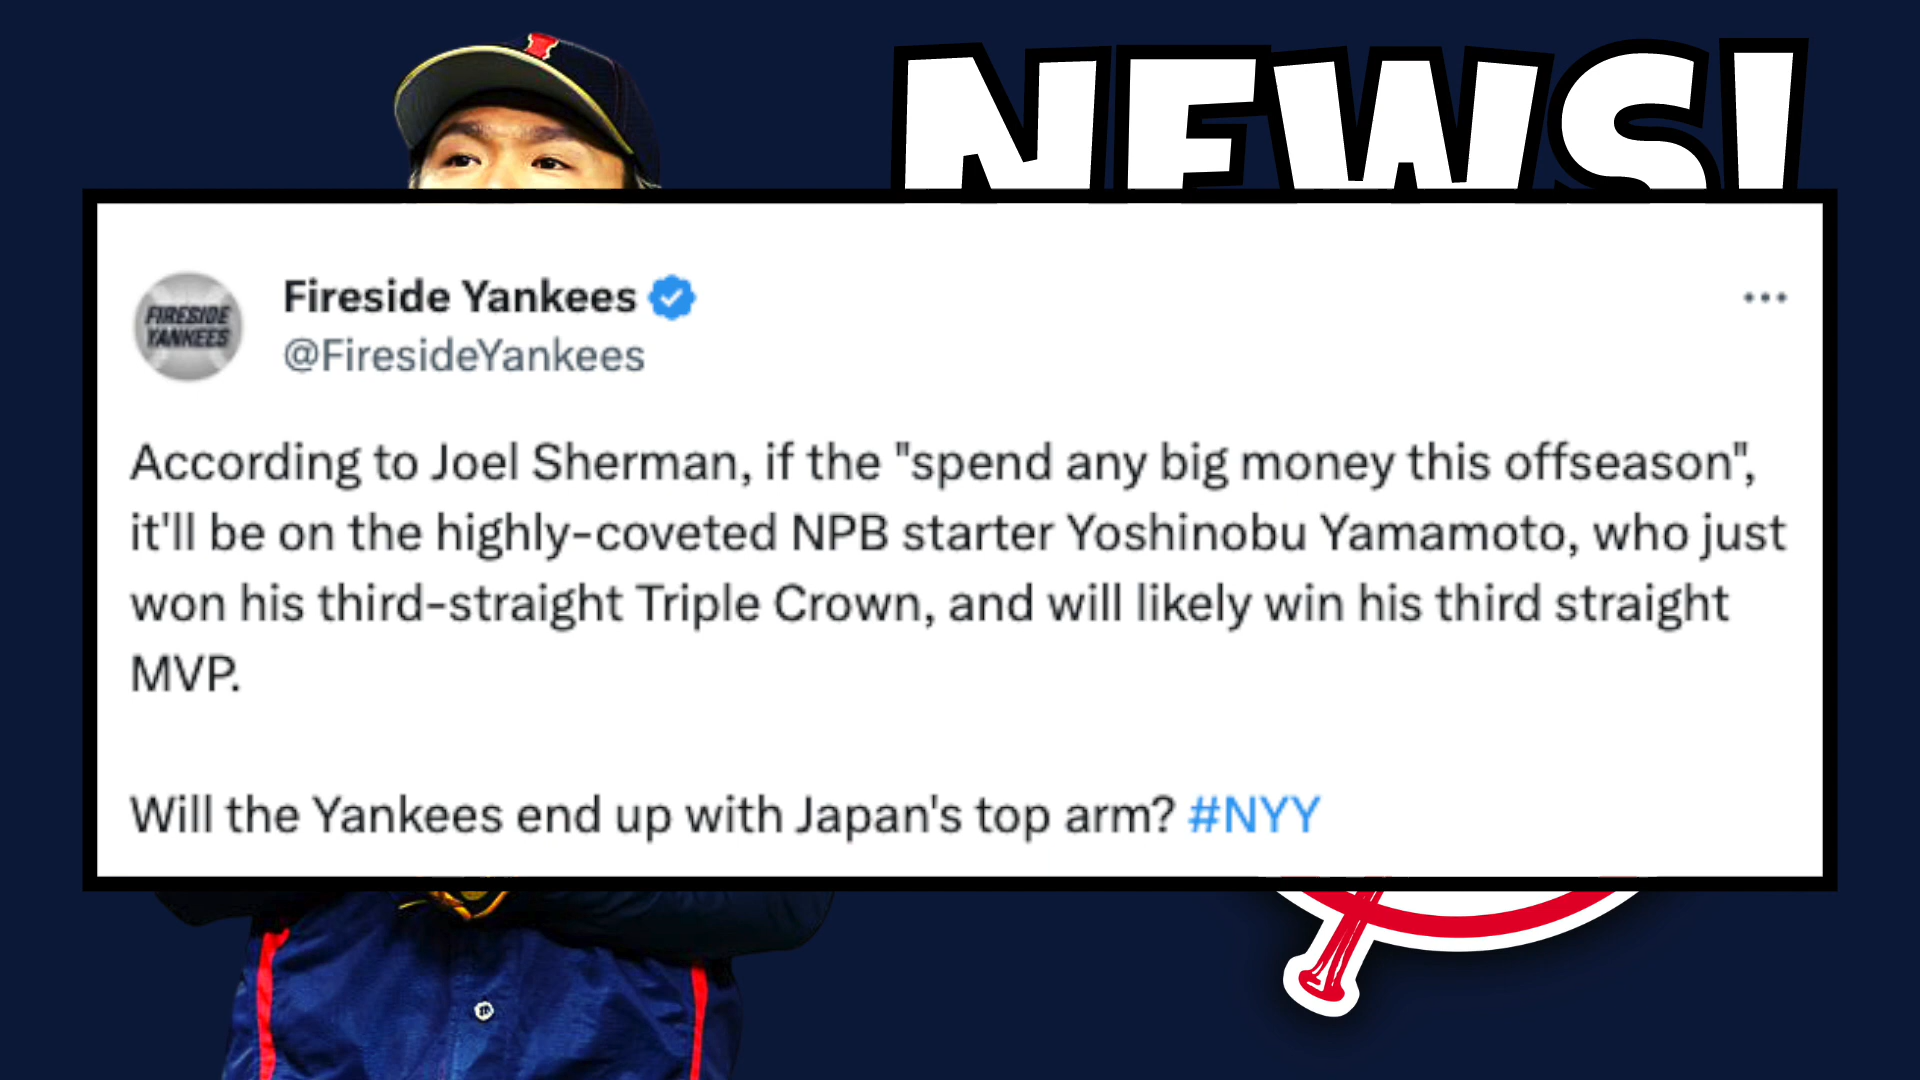 NEWS!
FIRESIDE
YANKEES
Fireside Yankees
@FiresideYankees
According to Joel Sherman, if the "spend any big money this offseason",
it'll be on the highly-coveted NPB starter Yoshinobu Yamamoto, who just
won his third-straight Triple Crown, and will likely win his third straight
MVP.
Will the Yankees end up with Japan's top arm? #NYY